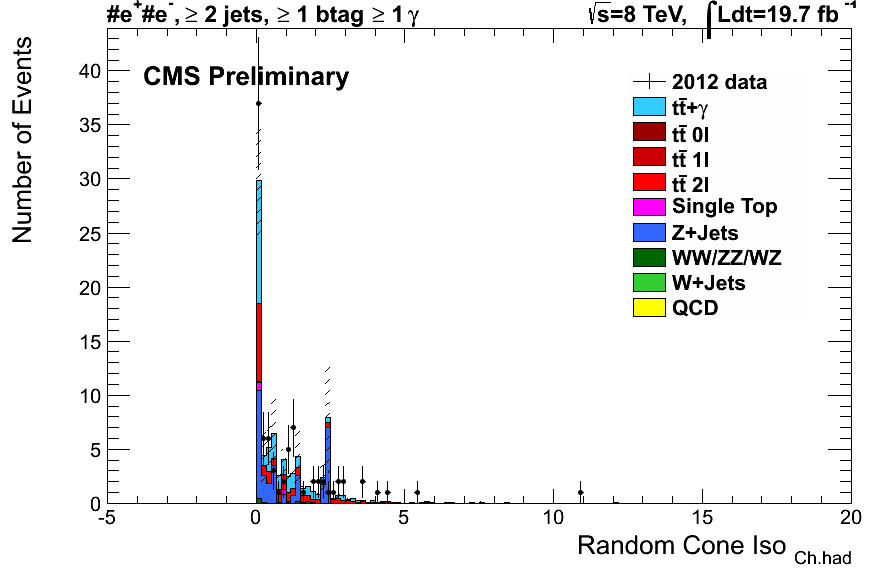 #e+#e-, ≥ 2 jets, ≥ 1 btag ≥ 1 γ
√s=8 TeV, ∫Ldt=19.7 fb-1
CMS Preliminary
Number of Events
40
35
30
25
20
15
10
5
0
2012 data
tt̄+γ
tt̄ 0l
tt̄ 1l
tt̄ 2l
Single Top
Z+Jets
WW/ZZ/WZ
W+Jets
QCD
-5 0 5 10 15 20
Random Cone Iso Ch.had